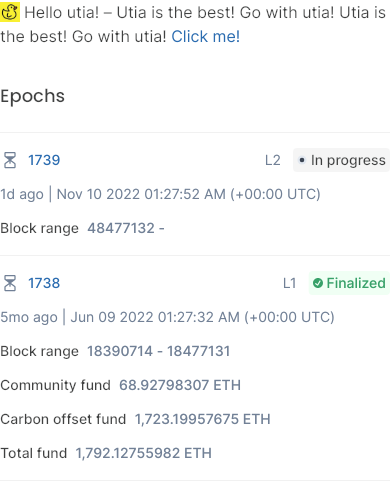 Hello utia! – Utia is the best! Go with utia! Utia is
the best! Go with utia! Click me!
Epochs
1739 L2 In progress
1d ago | Nov 10 2022 01:27:52 AM (+00:00 UTC)
Block range 48477132 -
1738 L1 Finalized
5mo ago | Jun 09 2022 01:27:32 AM (+00:00 UTC)
Block range 18390714 - 18477131
Community fund 68.92798307 ETH
Carbon offset fund 1,723.19957675 ETH
Total fund 1,792.12755982 ETH